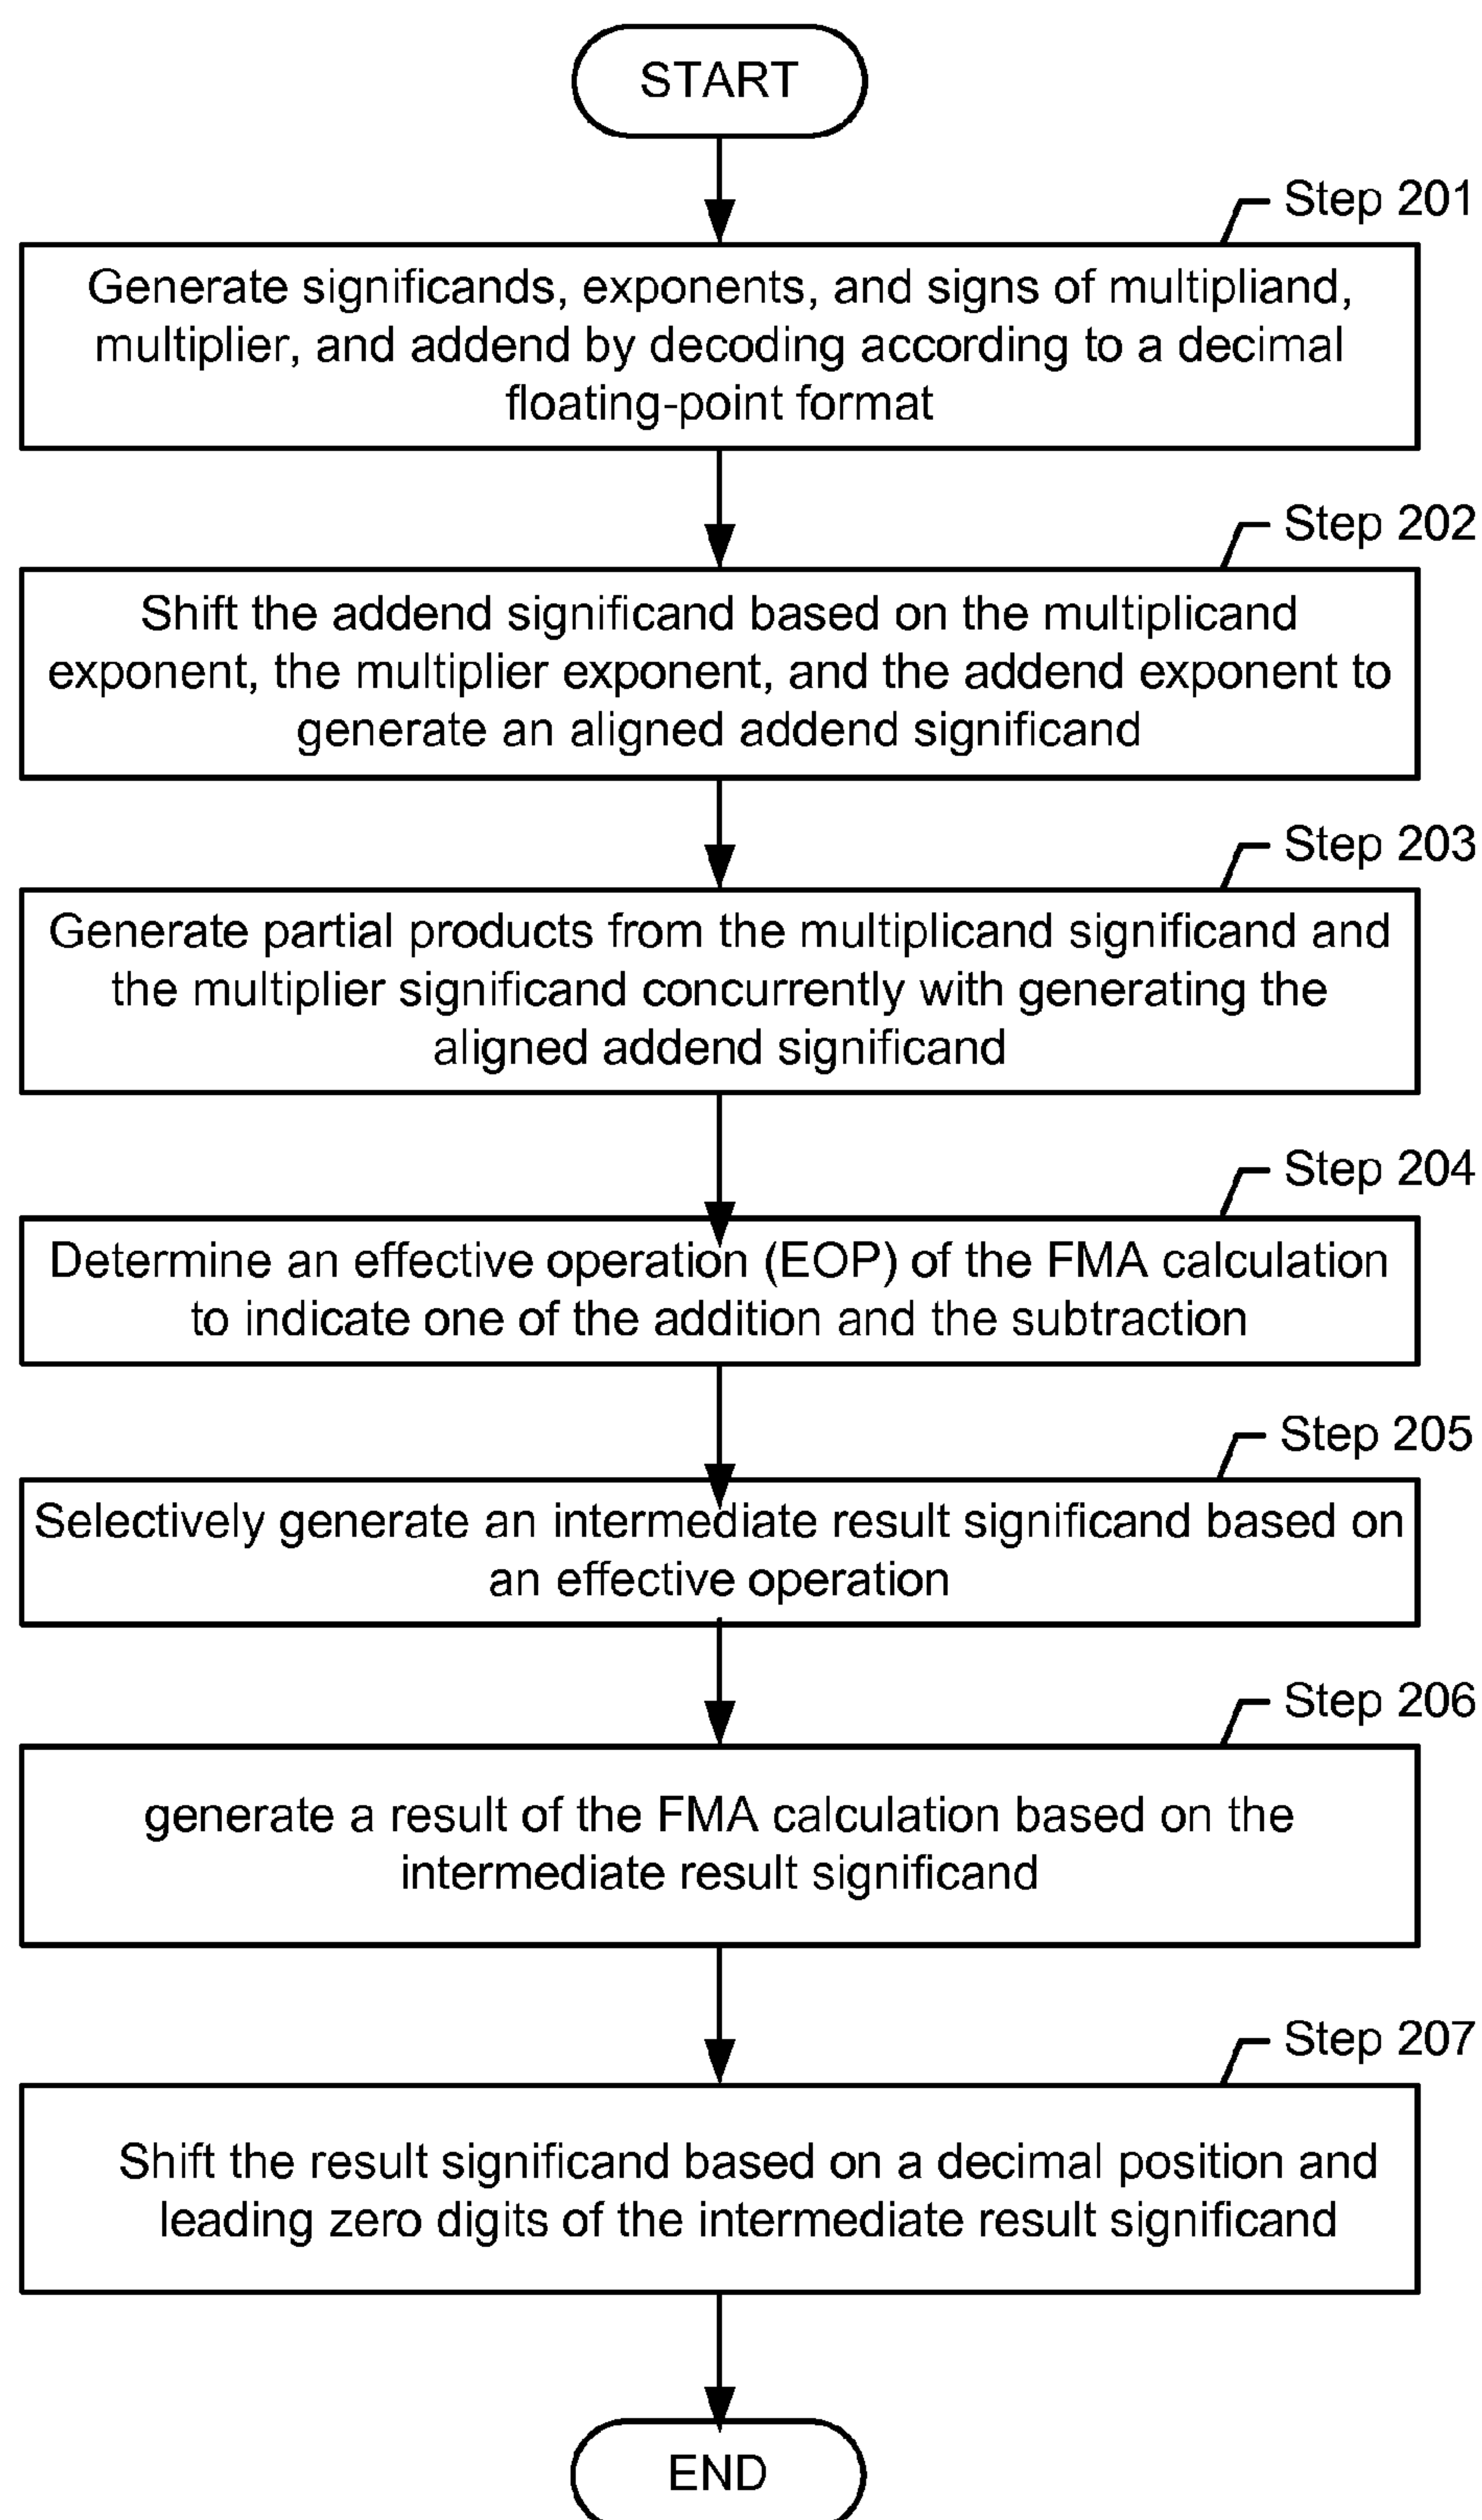 START
Step 201
Generate significands, exponents, and signs of multipliand,
multiplier, and addend by decoding according to a decimal
floating-point format
Step 202
Shift the addend significand based on the multiplicand
exponent, the multiplier exponent, and the addend exponent to
generate an aligned addend significand
Step 203
Generate partial products from the multiplicand significand and
the multiplier significand concurrently with generating the
aligned addend significand
Step 204
Determine an effective operation (EOP) of the FMA calculation
to indicate one of the addition and the subtraction
Step 205
Selectively generate an intermediate result significand based on
an effective operation
Step 206
generate a result of the FMA calculation based on the
intermediate result significand
Step 207
Shift the result significand based on a decimal position and
leading zero digits of the intermediate result significand
END